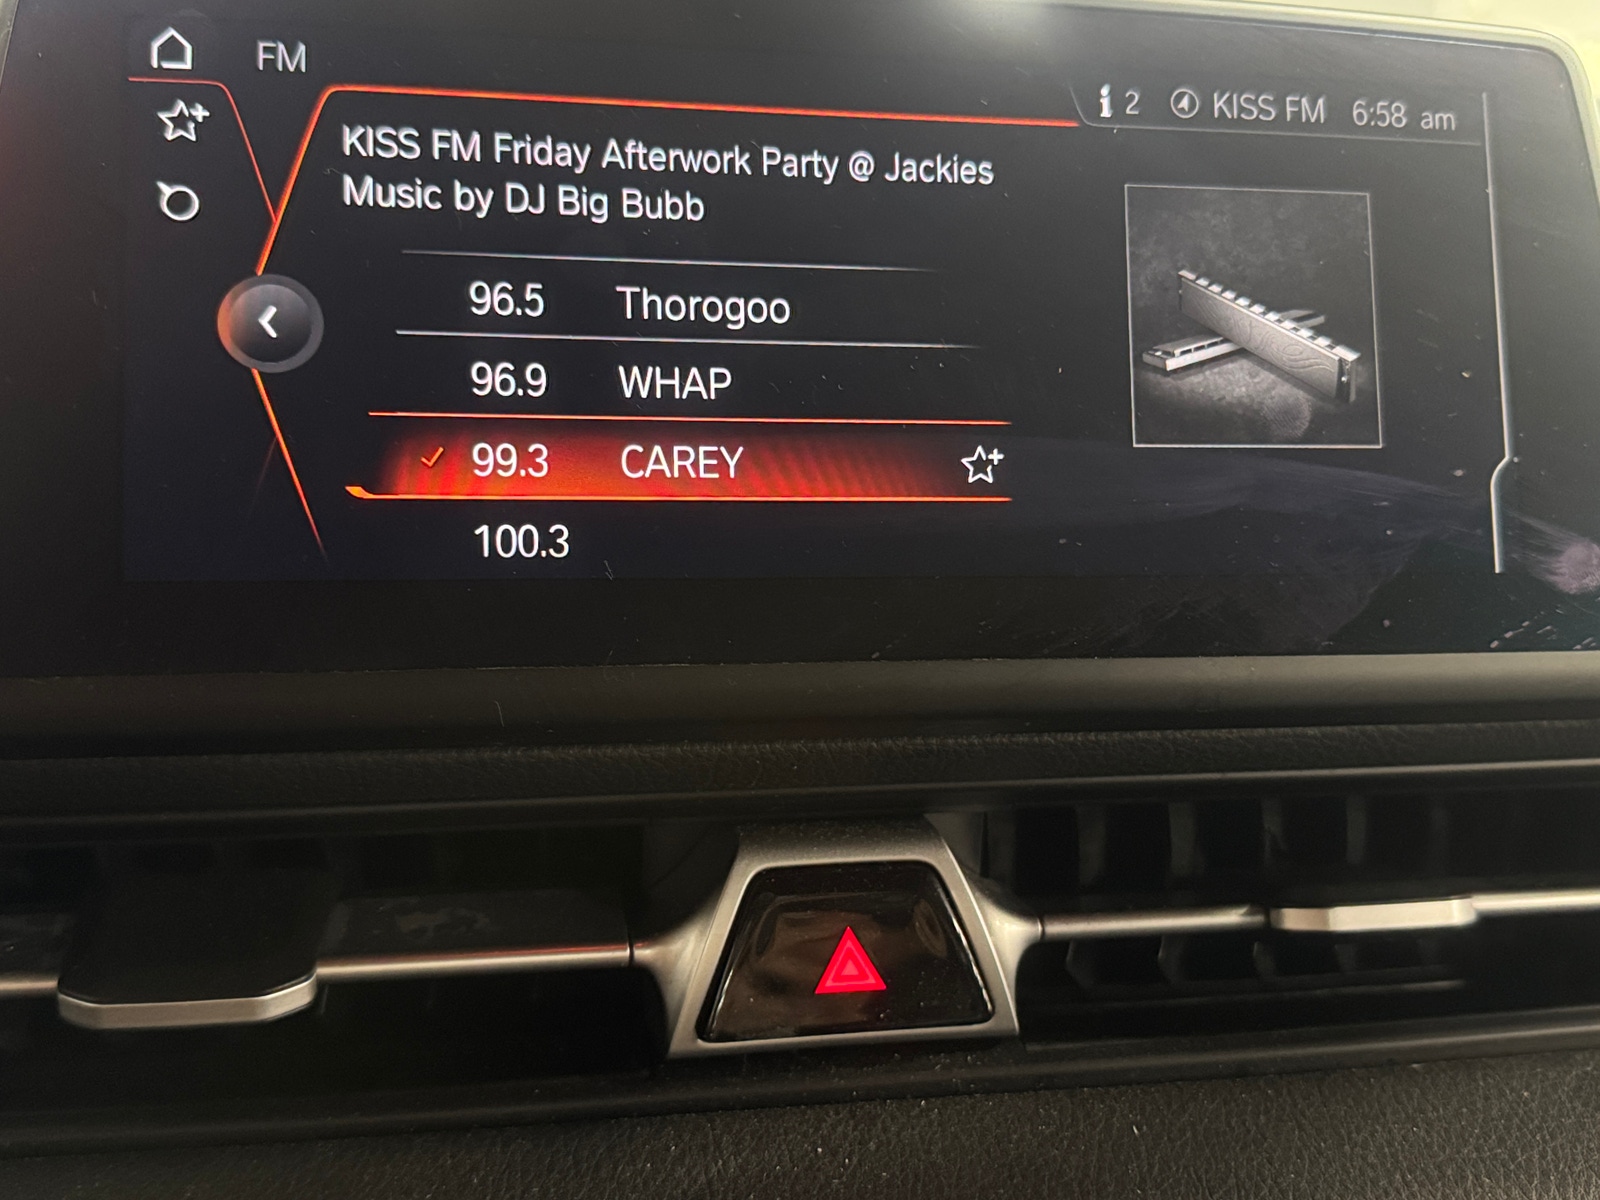 FM
i 2 KISS FM 6:58 am
KISS FM Friday Afterwork Party @ Jackies
Music by DJ Big Bubb
96.5 Thorogoo
96.9 WHAP
99.3 CAREY
100.3